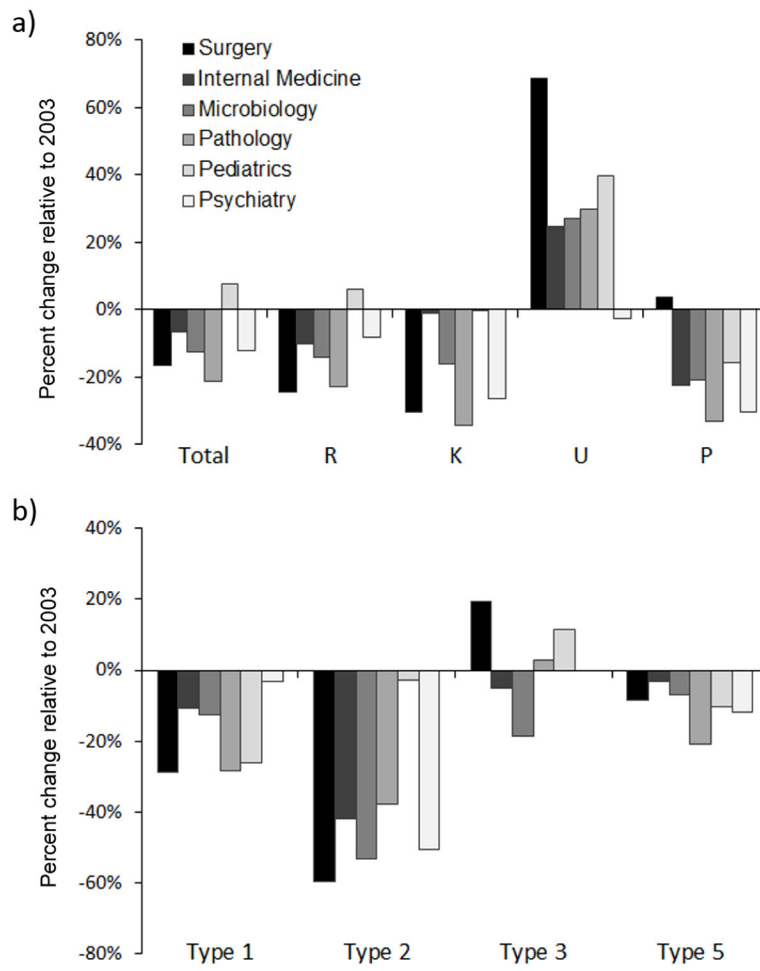 a)
80%
60%
40%
20%
0%
-20%
-40%
Percent change relative to 2003
Surgery
Internal Medicine
Microbiology
Pathology
Pediatrics
Psychiatry
Total R K U P
b)
40%
20%
0%
-20%
-40%
-60%
-80%
Percent change relative to 2003
Type 1 Type 2 Type 3 Type 5